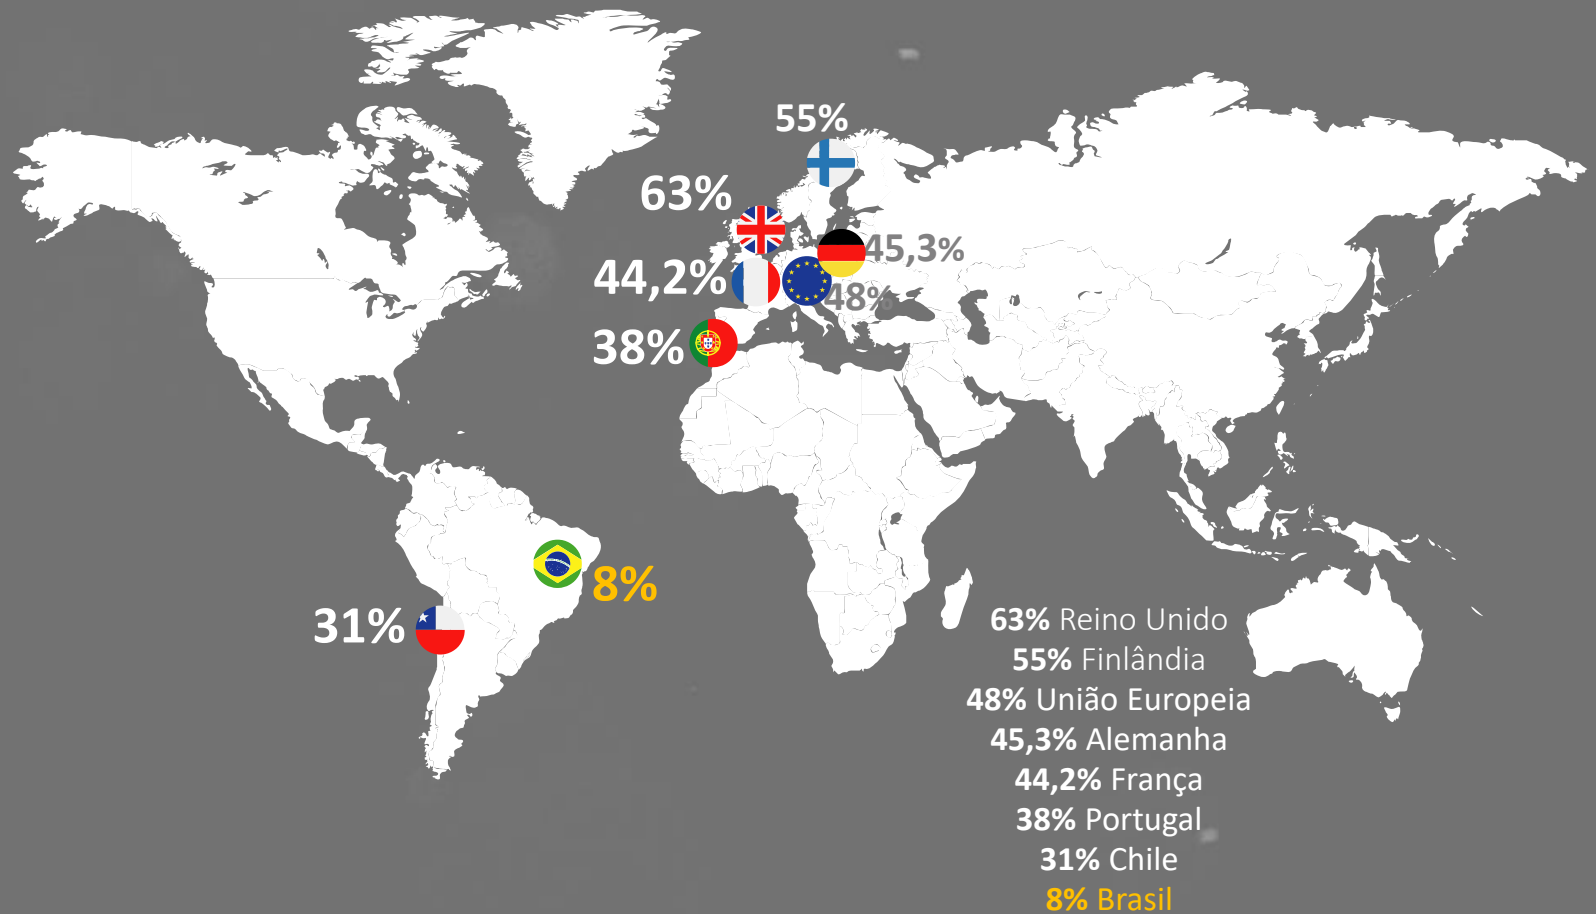 55%
63%
45,3%
44,2%
48%
38%
8%
31%
63% Reino Unido
55% Finlândia
48% União Europeia
45,3% Alemanha
44,2% França
38% Portugal
31% Chile
8% Brasil